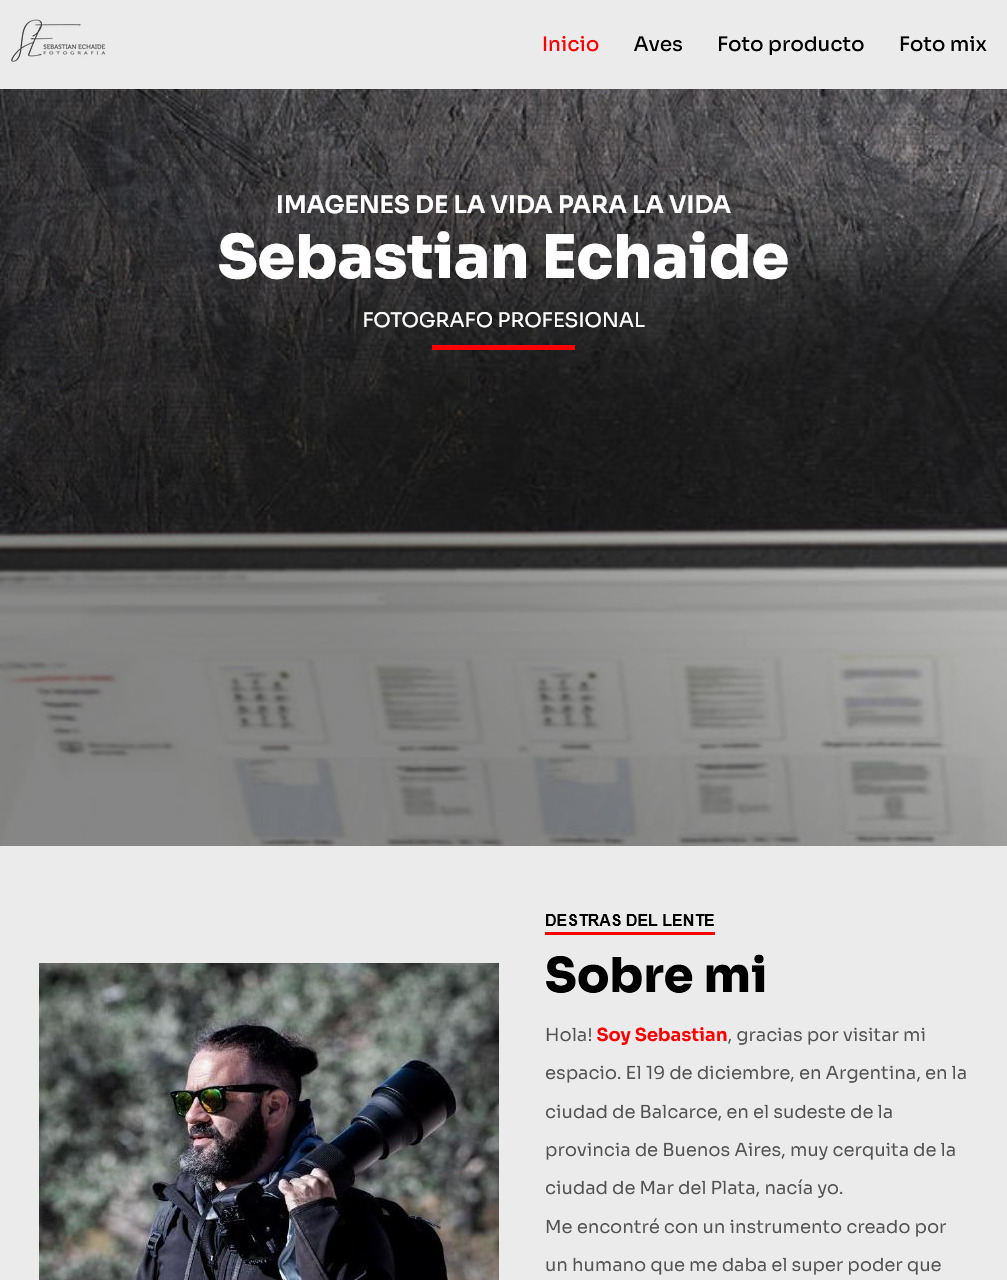 SEBASTIAN ECHAIDE
FOTOGRAFIA
Inicio
Aves
Foto producto
Foto mix
IMAGENES DE LA VIDA PARA LA VIDA
Sebastian Echaide
FOTOGRAFO PROFESIONAL
DESTRAS DEL LENTE
Sobre mi
Hola! Soy Sebastian, gracias por visitar mi
espacio. El 19 de diciembre, en Argentina, en la
ciudad de Balcarce, en el sudeste de la
provincia de Buenos Aires, muy cerquita de la
ciudad de Mar del Plata, nacía yo.
Me encontré con un instrumento creado por
un humano que me daba el super poder que